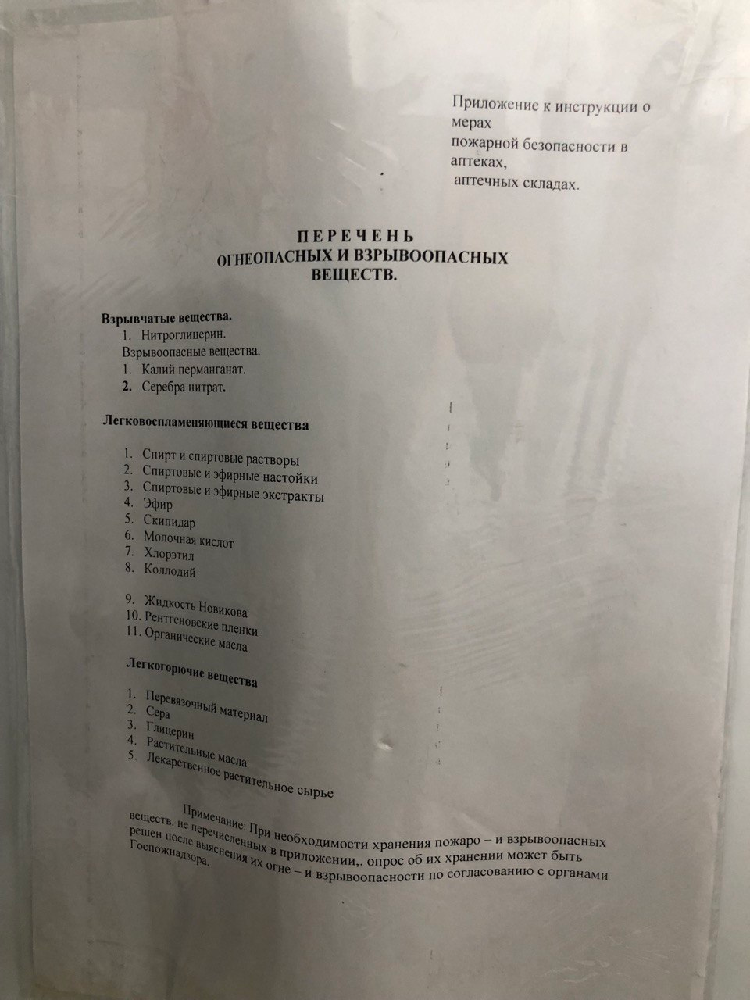 Приложение к инструкции о
мерах
пожарной безопасности в
аптеках,
аптечных складах.
П Е Р Е Ч Е Н Ь
ОГНЕОПАСНЫХ И ВЗРЫВООПАСНЫХ
ВЕЩЕСТВ.
Взрывчатые вещества.
1. Нитроглицерин.
Взрывоопасные вещества.
1. Калий перманганат.
2. Серебра нитрат.
Легковоспламеняющиеся вещества
1. Спирт и спиртовые растворы
2. Спиртовые и эфирные настойки
3. Спиртовые и эфирные экстракты
4. Эфир
5. Скипидар
6. Молочная кислот
7. Хлорэтил
8. Коллодий
9. Жидкость Новикова
10. Рентгеновские пленки
11. Органические масла
Легкогорючие вещества
1. Перевязочный материал
2. Сера
3. Глицерин
4. Растительные масла
5. Лекарственное растительное сырье
Примечание: При необходимости хранения пожаро – и взрывоопасных
веществ. не перечисленных в приложении,. опрос об их хранении может быть
решен после выяснения их огне – и взрывоопасности по согласованию с органами
Госпожнадзора.